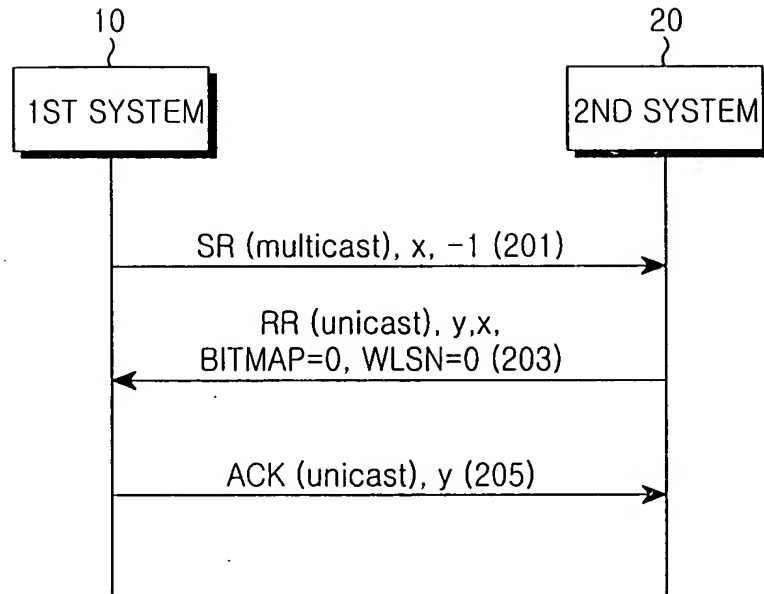 10
20
1ST SYSTEM
2ND SYSTEM
SR (multicast), x, -1 (201)
RR (unicast), y,x,
BITMAP=0, WLSN=0 (203)
ACK (unicast), y (205)